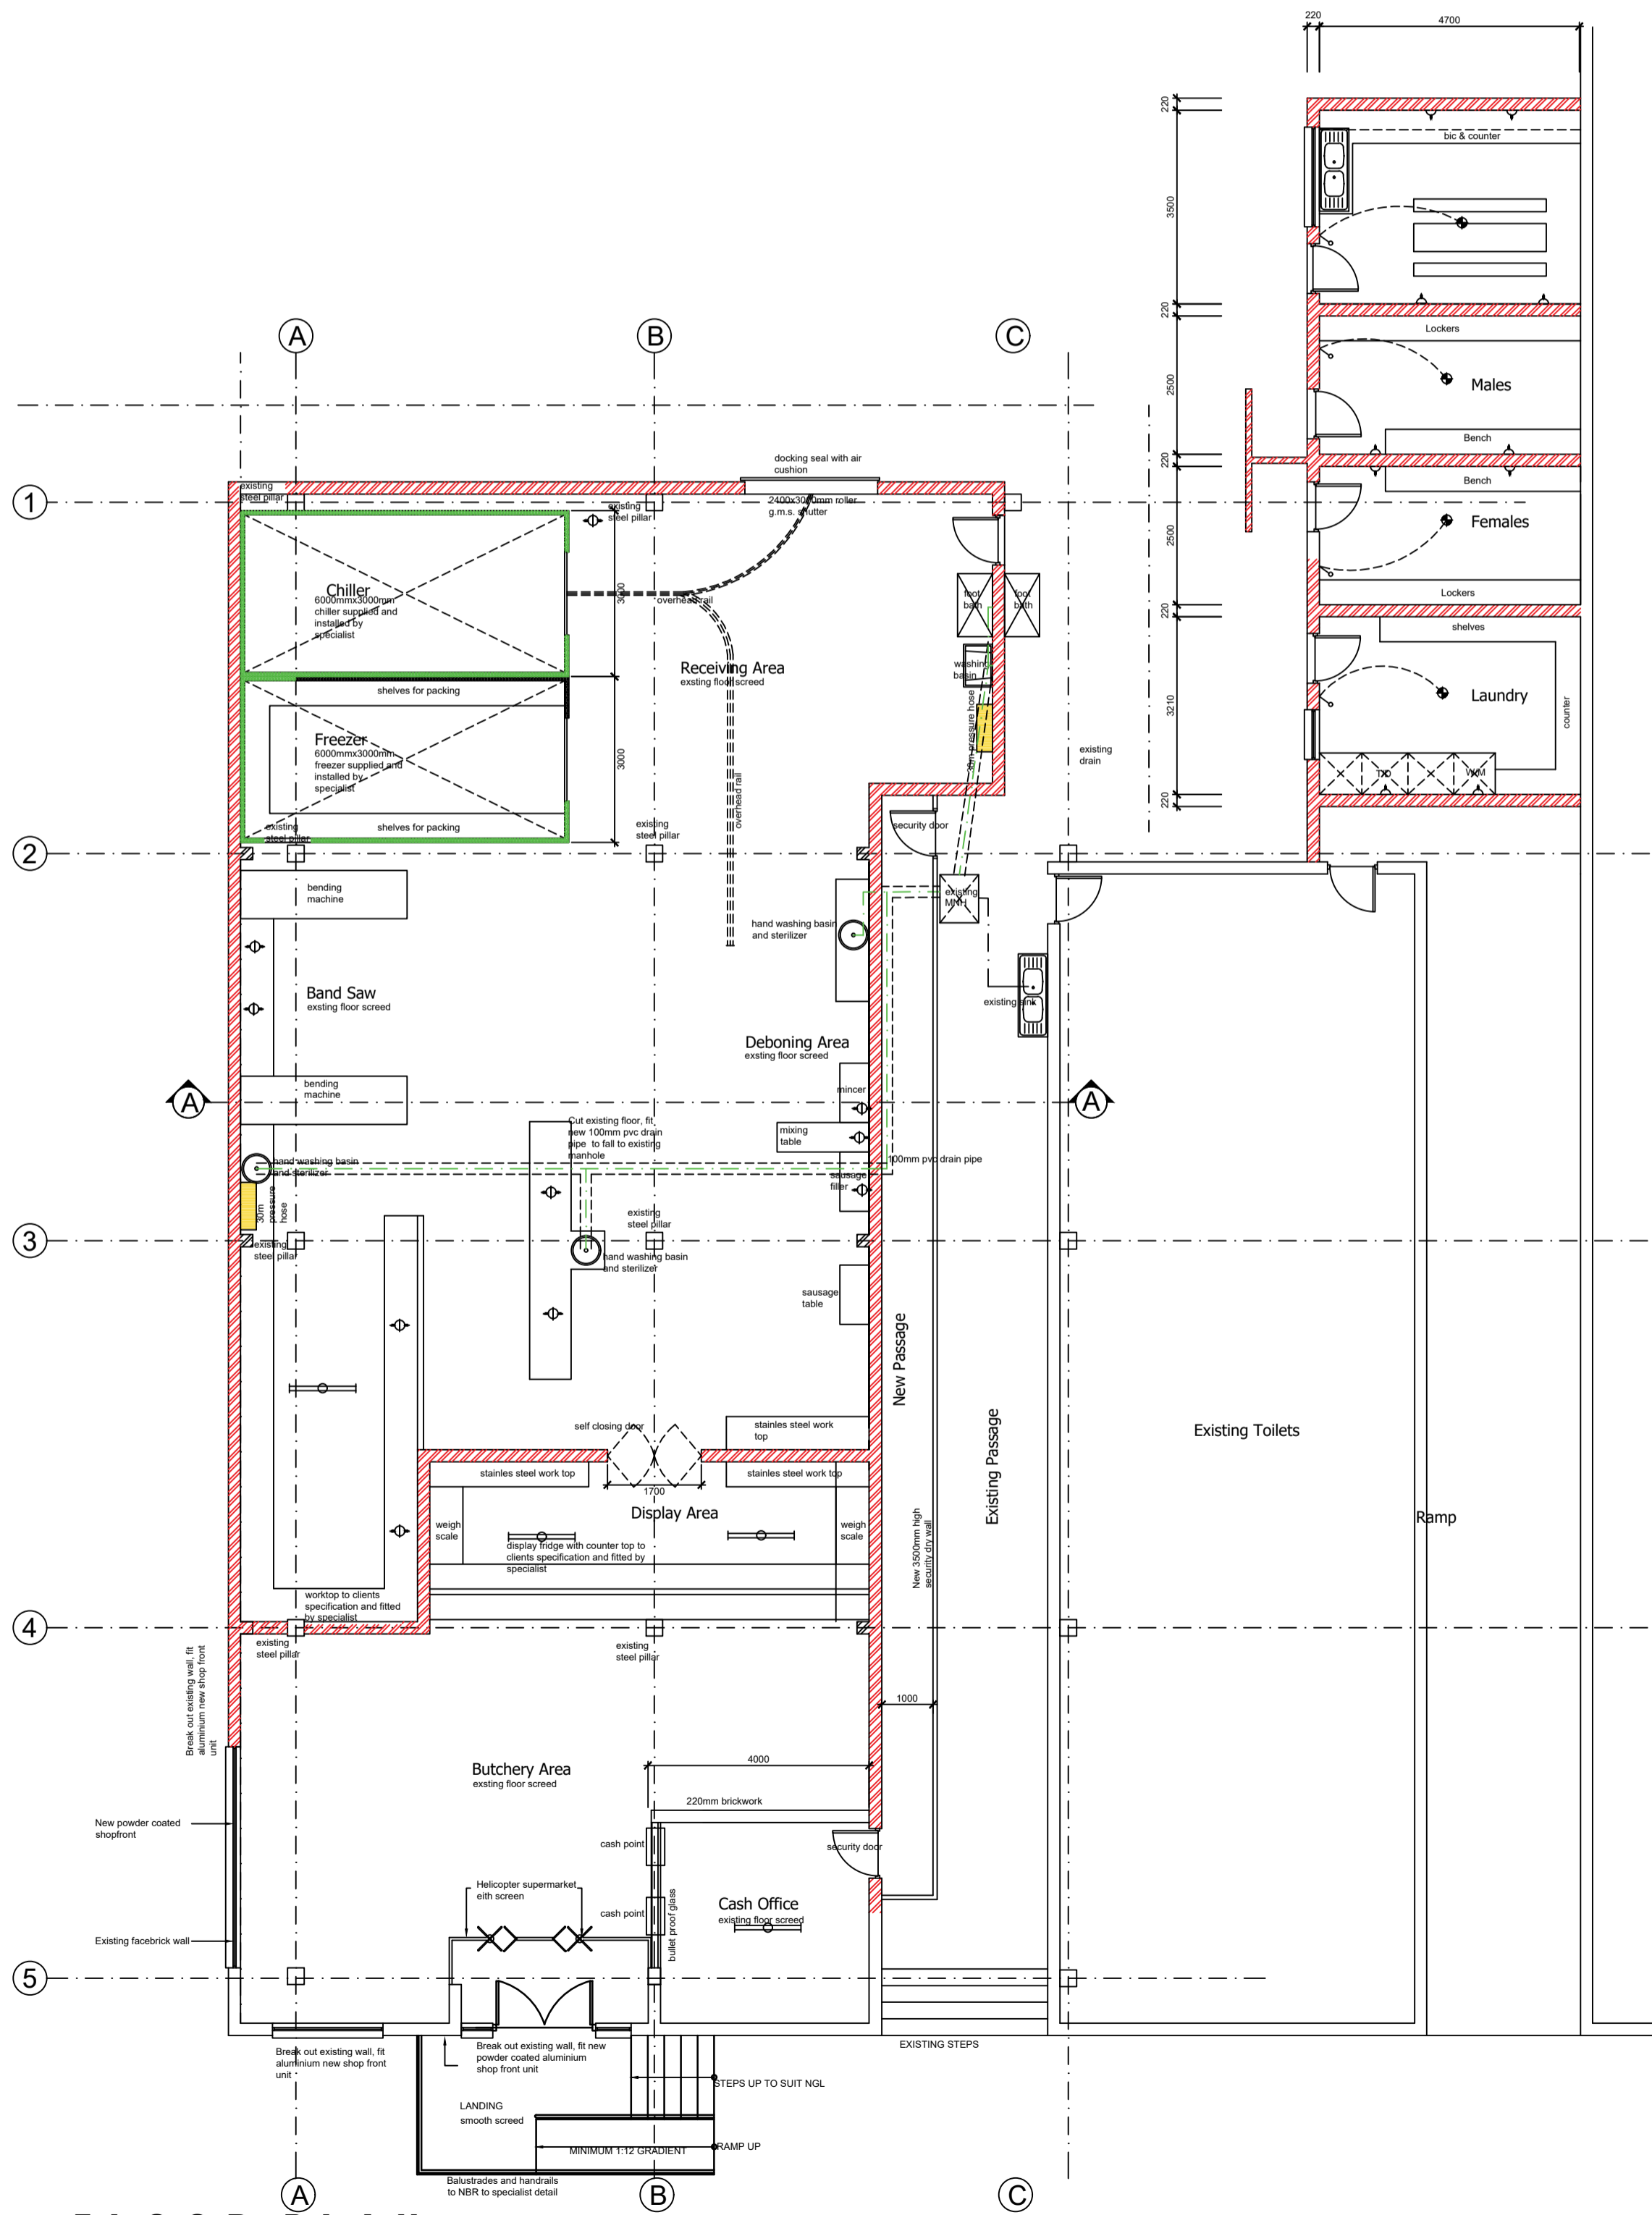 220
4700
220
bic & counter
3500
220
Lockers
2500
Males
Bench
220
Bench
Females
2500
Lockers
220
shelves
3210
Laundry
counter
T/D
W/M
220
A
B
C
docking seal with air
cushion
1
existing
steel pillar
existing
steel pillar
2400x3000mm roller
g.m.s. shutter
Chiller
6000mmx3000mm
chiller supplied and
installed by
specialist
3000
overhead rail
foot
bath
foot
bath
Receiving Area
exsting floor screed
washing
basin
shelves for packing
30m pressure hose
Freezer
6000mmx3000mm
freezer supplied and
installed by
specialist
3000
overhead rail
existing
drain
shelves for packing
existing
steel pillar
existing
steel pillar
security door
2
bending
machine
existing
MNH
hand washing basin
and sterilizer
Band Saw
exsting floor screed
existing sink
Deboning Area
exsting floor screed
bending
machine
mincer
A
A
Cut existing floor, fit
new 100mm pvc drain
pipe to fall to existing
manhole
mixing
table
hand washing basin
and sterilizer
100mm pvc drain pipe
sausage
filler
30m
pressure
hose
existing
steel pillar
3
existing
steel pillar
hand washing basin
and sterilizer
sausage
table
New Passage
Existing Passage
Existing Toilets
self closing door
stainles steel work
top
stainles steel work top
1700
stainles steel work top
Display Area
Ramp
weigh
scale
weigh
scale
display fridge with counter top to
clients specification and fitted by
specialist
New 3500mm high
security dry wall
worktop to clients
specification and fitted
by specialist
4
existing
steel pillar
existing
steel pillar
Break out existing wall, fit
aluminium new shop front
unit
1000
4000
Butchery Area
exsting floor screed
220mm brickwork
New powder coated
shopfront
cash point
security door
Helicopter supermarket
eith screen
Cash Office
existing floor screed
cash point
bullet proof glass
Existing facebrick wall
5
Break out existing wall, fit
aluminium new shop front
unit
Break out existing wall, fit new
powder coated aluminium
shop front unit
EXISTING STEPS
STEPS UP TO SUIT NGL
LANDING
smooth screed
MINIMUM 1:12 GRADIENT
RAMP UP
Balustrades and handrails
to NBR to specialist detail
A
B
C